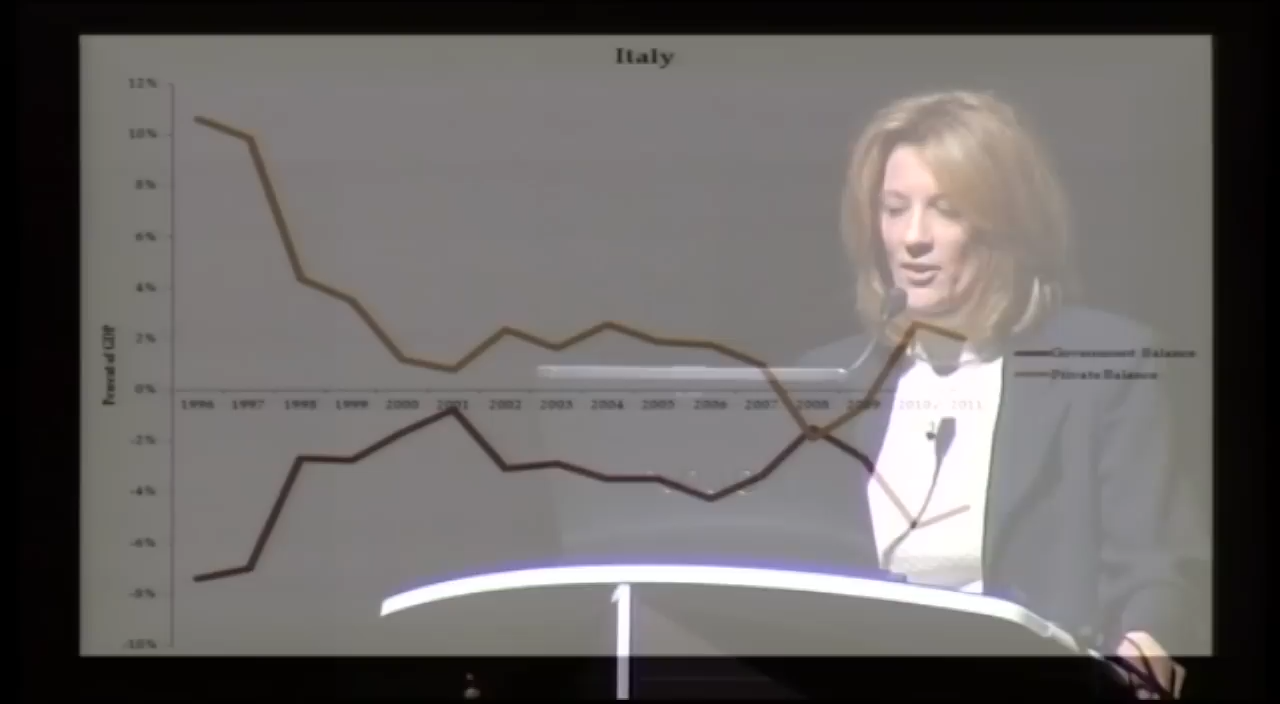 Italy
12%
10%
8%
6%
4%
2%
0%
-2%
-4%
-6%
-8%
-10%
Percent of GDP
1996 1997 1998 1999 2000 2001 2002 2003 2004 2005 2006 2007 2008 2009 2010 2011
Government Balance
Private Balance